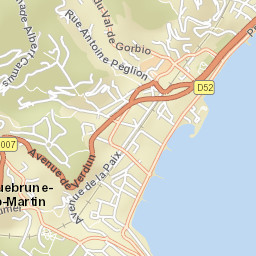 du Val de Gorbio
Rue Antoine Péglion
Albert Camus
D52
007
Avenue de Verdun
Avenue de la Paix
uebrune-
-Martin